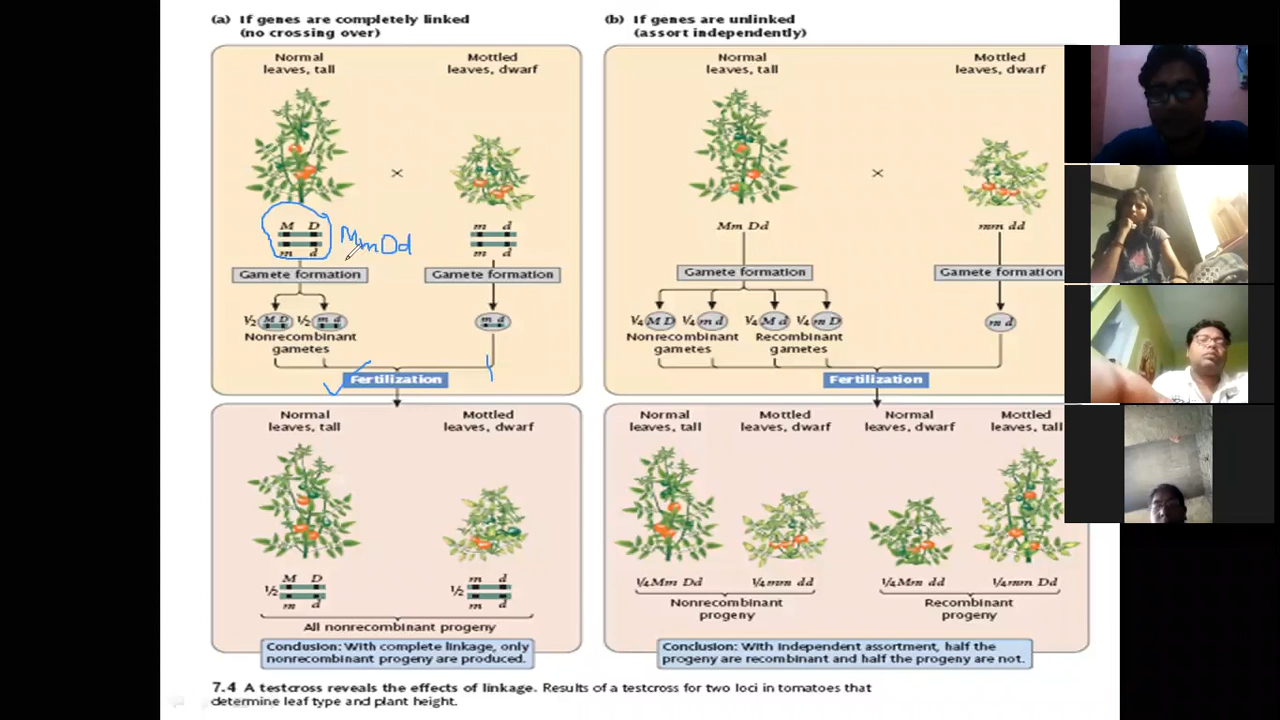 (a) If genes are completely linked
(no crossing over)
Normal
leaves, tall
Mottled
leaves, dwarf
M D
m d
MmDd
m d
m d
Gamete formation
Gamete formation
½ M D ½ m d
m d
Nonrecombinant
gametes
Fertilization
Normal
leaves, tall
Mottled
leaves, dwarf
M D
½
m d
m d
½
m d
All nonrecombinant progeny
Conclusion: With complete linkage, only
nonrecombinant progeny are produced.
(b) If genes are unlinked
(assort independently)
Normal
leaves, tall
Mottled
leaves, dwarf
Mm Dd
mm dd
Gamete formation
Gamete formation
¼ M D ¼ m d ¼ M d ¼ m D
m d
Nonrecombinant
gametes
Recombinant
gametes
Fertilization
Normal
leaves, tall
Mottled
leaves, dwarf
Normal
leaves, dwarf
Mottled
leaves, tall
¼ Mm Dd
¼ mm dd
¼ Mm dd
¼ mm Dd
Nonrecombinant
progeny
Recombinant
progeny
Conclusion: With independent assortment, half the
progeny are recombinant and half the progeny are not.
7.4 A testcross reveals the effects of linkage. Results of a testcross for two loci in tomatoes that
determine leaf type and plant height.